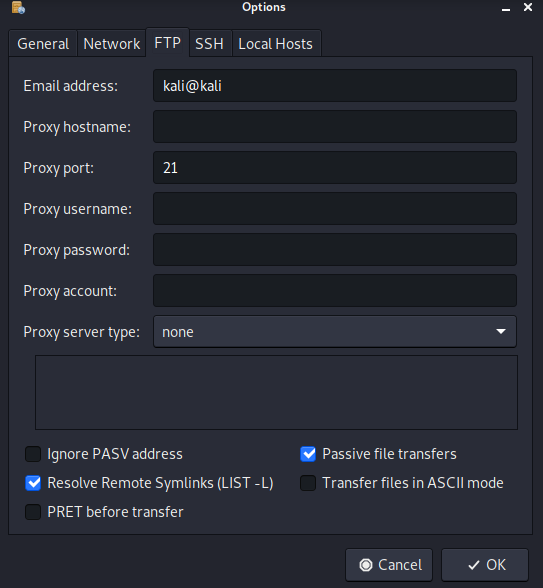 Options
General Network FTP SSH Local Hosts
Email address: kali@kali
Proxy hostname:
Proxy port: 21
Proxy username:
Proxy password:
Proxy account:
Proxy server type: none
Ignore PASV address Passive file transfers
Resolve Remote Symlinks (LIST -L) Transfer files in ASCII mode
PRET before transfer
Cancel OK